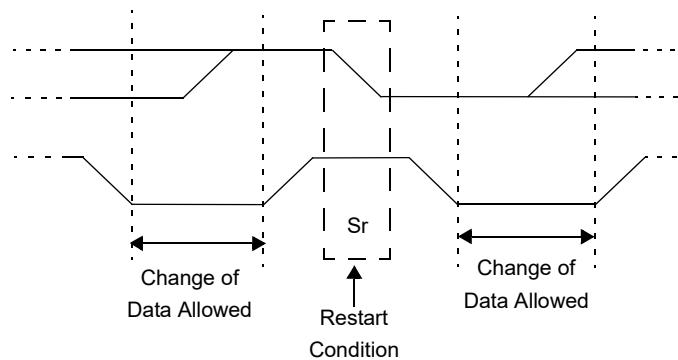 Sr
Change of
Data Allowed
Restart
Condition
Change of
Data Allowed